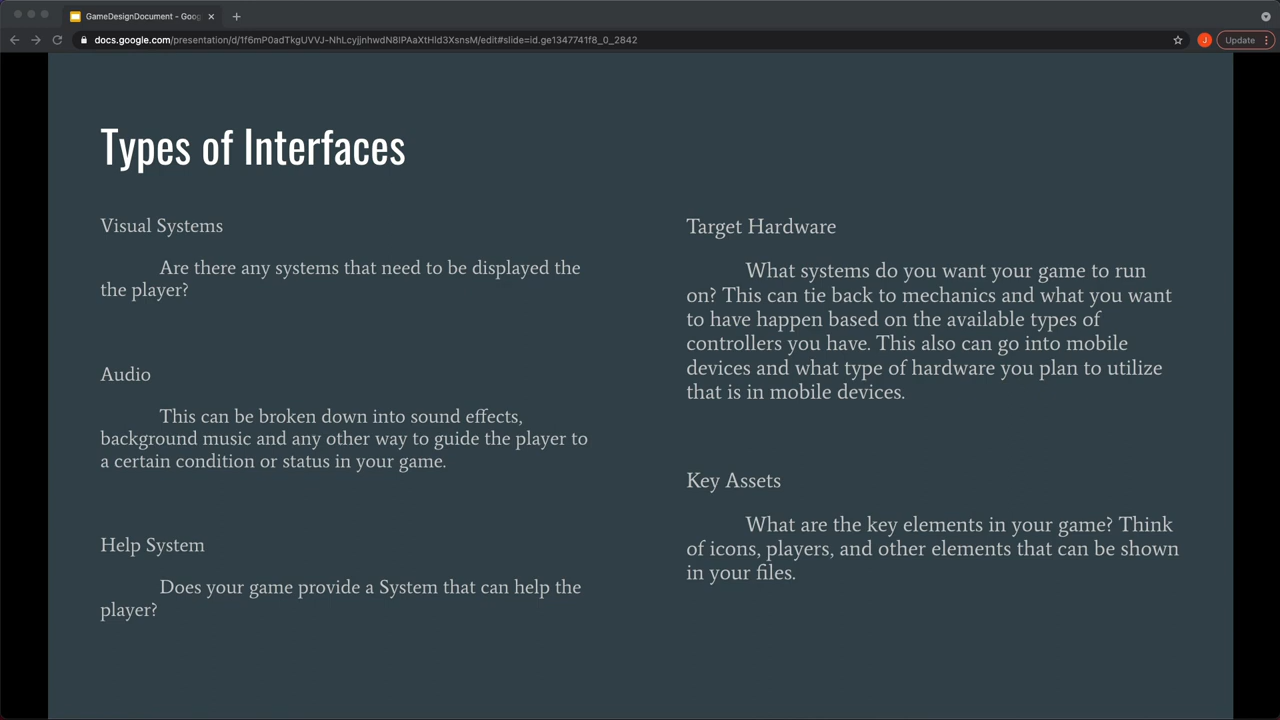 GameDesignDocument - Goog
docs.google.com/presentation/d/1f6mP0adTkgUVVJ-NhLcyjjnhwdN8IPAaXtHld3XsnsM/edit#slide=id.ge1347741f8_0_2842
J
Update
Types of Interfaces
Visual Systems
Are there any systems that need to be displayed the
the player?
Audio
This can be broken down into sound effects,
background music and any other way to guide the player to
a certain condition or status in your game.
Help System
Does your game provide a System that can help the
player?
Target Hardware
What systems do you want your game to run
on? This can tie back to mechanics and what you want
to have happen based on the available types of
controllers you have. This also can go into mobile
devices and what type of hardware you plan to utilize
that is in mobile devices.
Key Assets
What are the key elements in your game? Think
of icons, players, and other elements that can be shown
in your files.